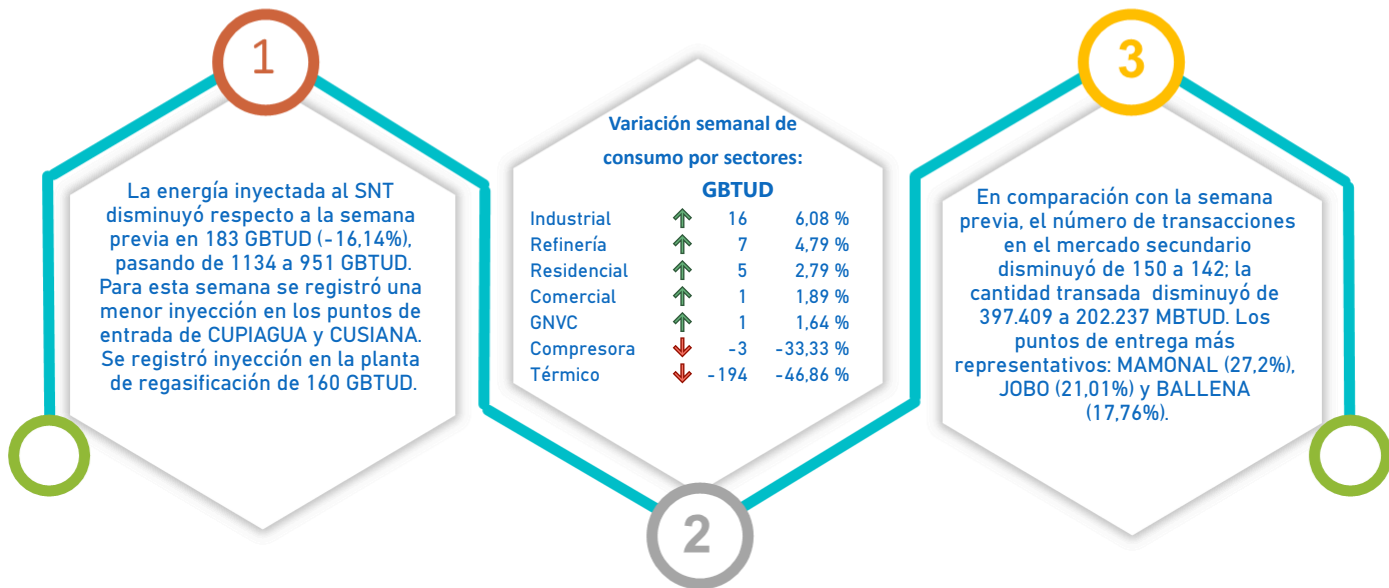 1
La energía inyectada al SNT
disminuyó respecto a la semana
previa en 183 GBTUD (-16,14%),
pasando de 1134 a 951 GBTUD.
Para esta semana se registró una
menor inyección en los puntos de
entrada de CUPIAGUA y CUSIANA.
Se registró inyección en la planta
de regasificación de 160 GBTUD.
Variación semanal de
consumo por sectores:
GBTUD
Industrial 16 6,08 %
Refinería 7 4,79 %
Residencial 5 2,79 %
Comercial 1 1,89 %
GNVC 1 1,64 %
Compresora -3 -33,33 %
Térmico -194 -46,86 %
2
3
En comparación con la semana
previa, el número de transacciones
en el mercado secundario
disminuyó de 150 a 142; la
cantidad transada disminuyó de
397.409 a 202.237 MBTUD. Los
puntos de entrega más
representativos: MAMONAL (27,2%),
JOBO (21,01%) y BALLENA
(17,76%).